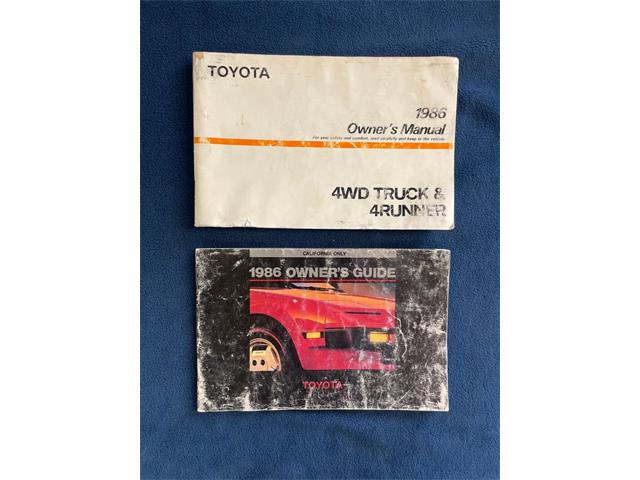 TOYOTA
1986
Owner's Manual
For your safety and comfort, read carefully and keep in the vehicle.
4WD TRUCK &
4RUNNER
CALIFORNIA ONLY
1986 OWNER'S GUIDE
TOYOTA